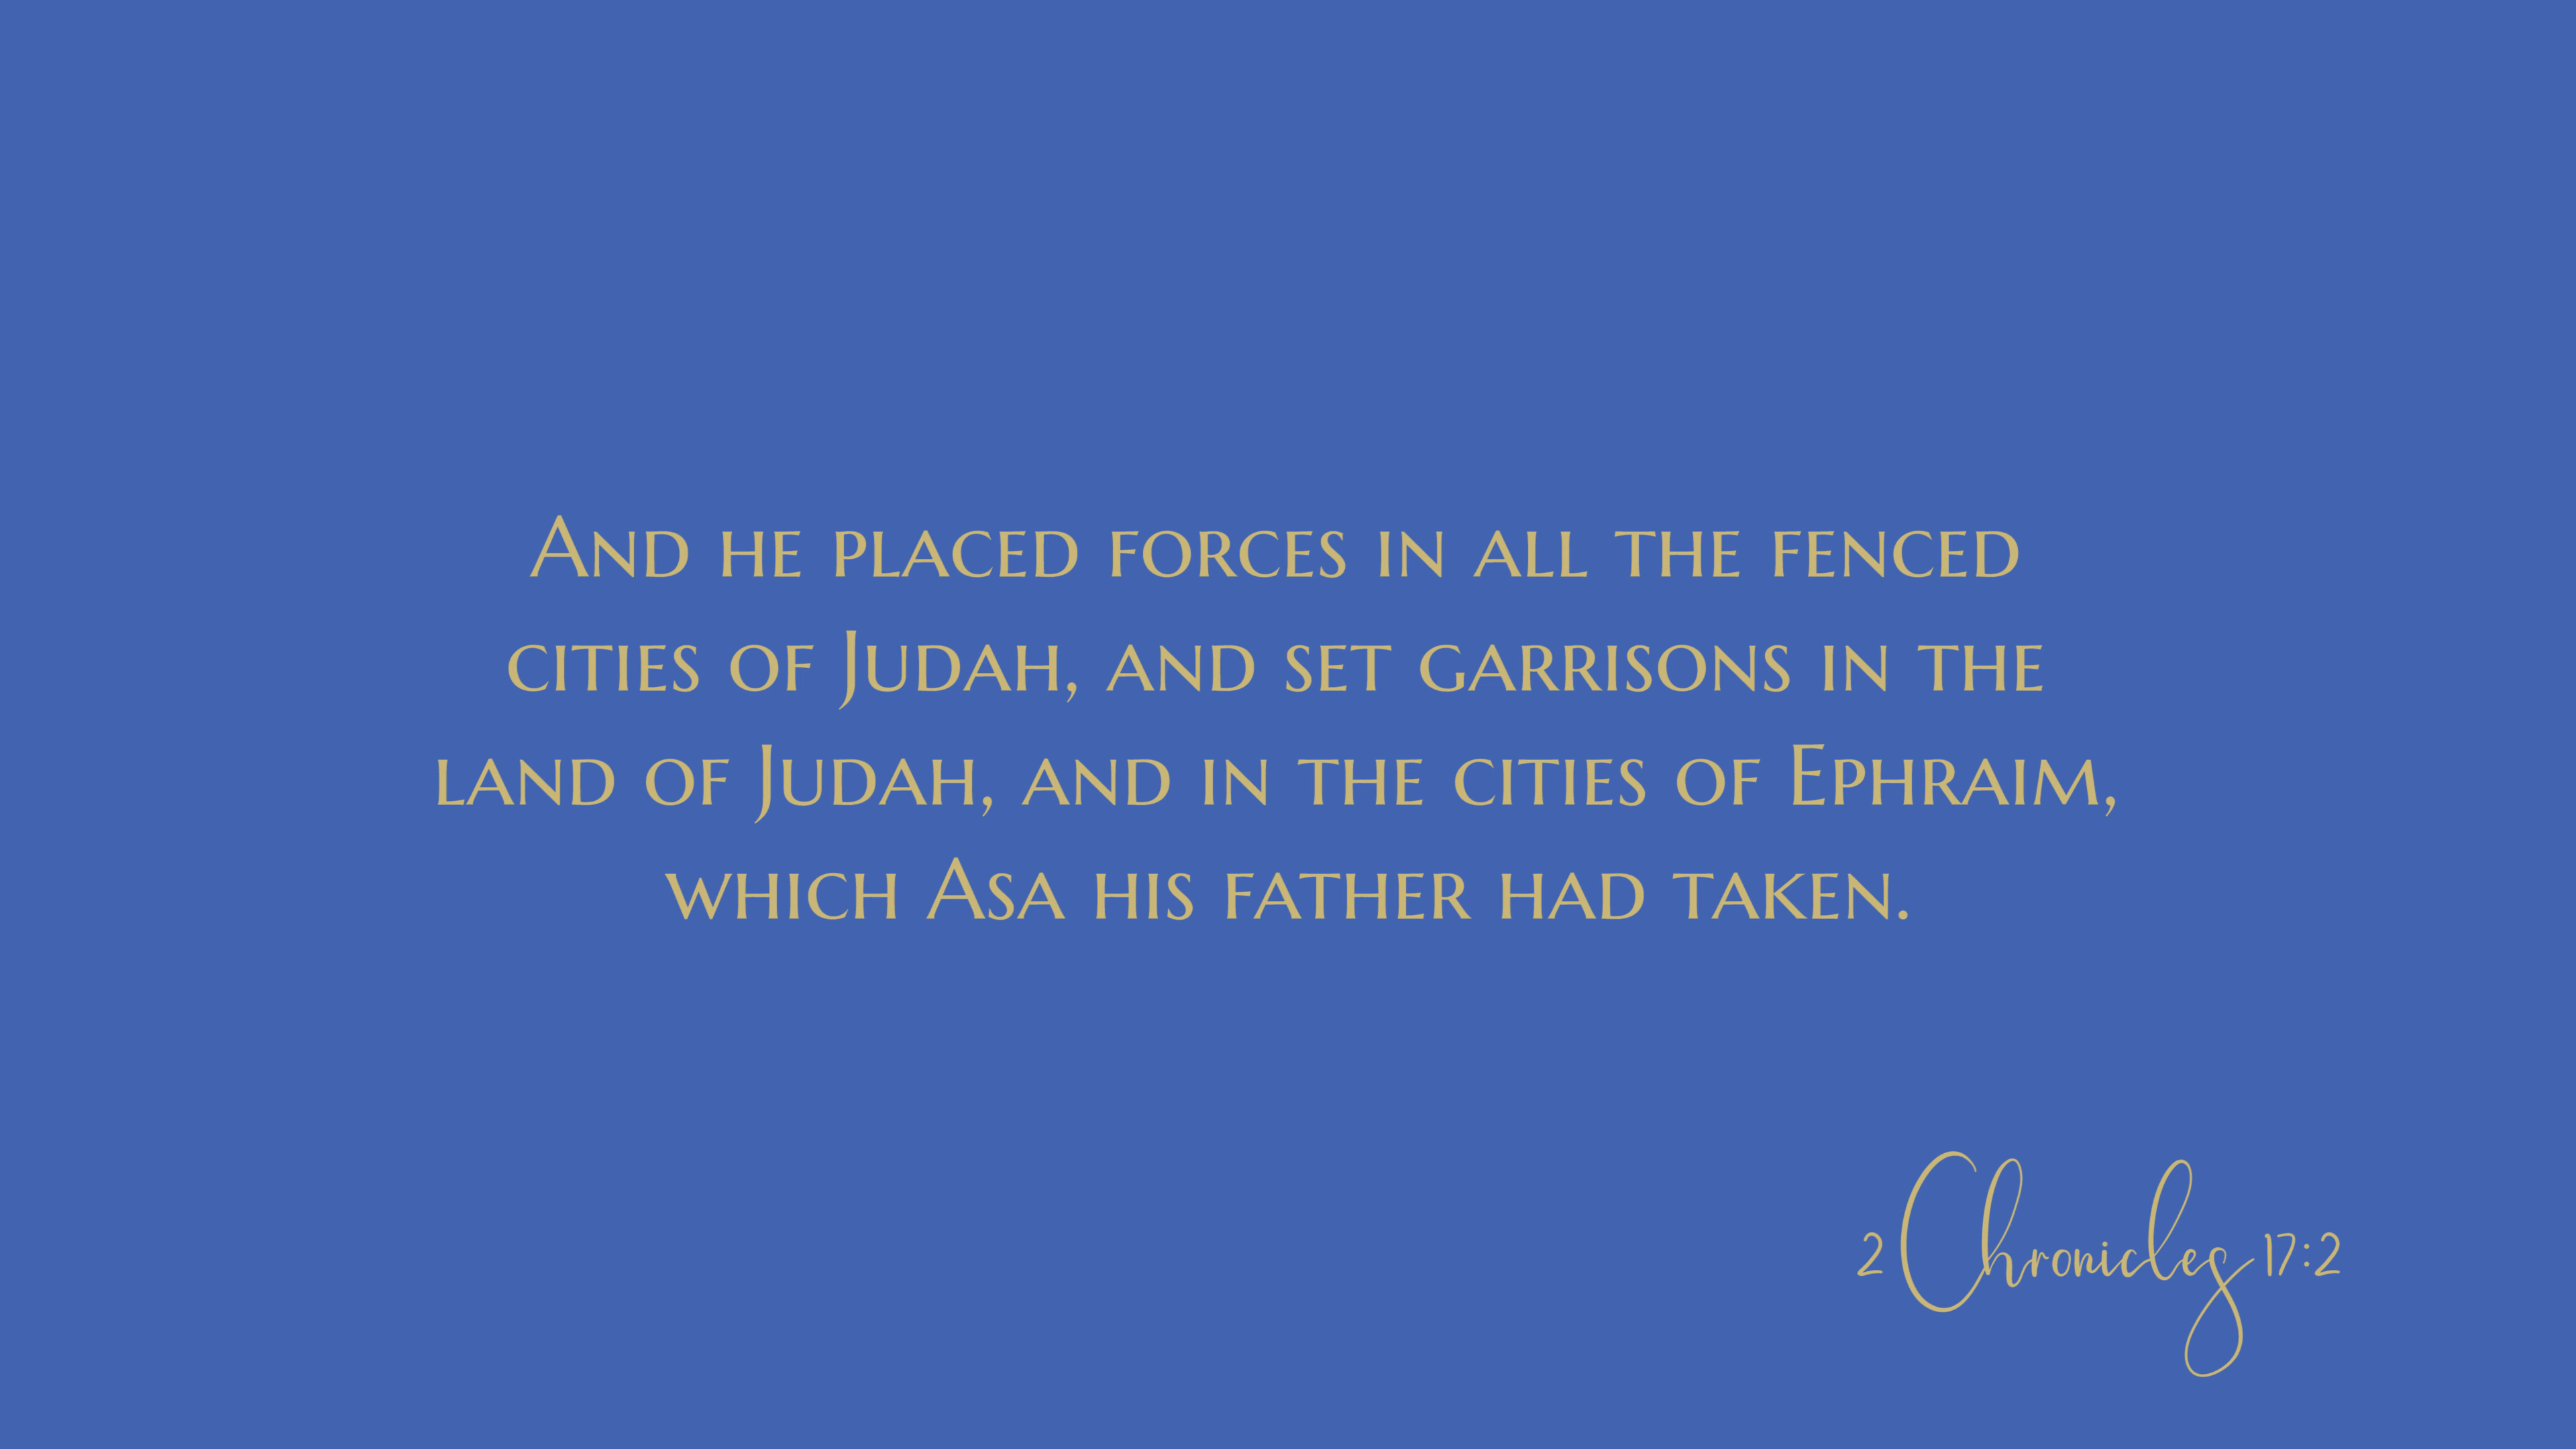 And he placed forces in all the fenced
cities of Judah, and set garrisons in the
land of Judah, and in the cities of Ephraim,
which Asa his father had taken.
2 Chronicles 17:2